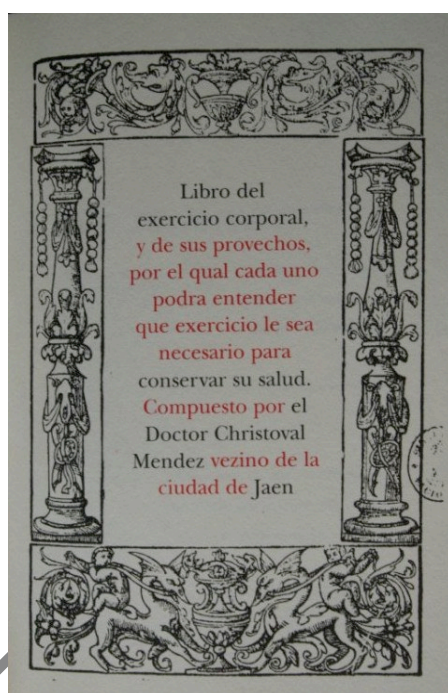 Libro del
exercicio corporal,
y de sus provechos,
por el qual cada uno
podra entender
que exercicio le sea
necesario para
conservar su salud.
Compuesto por el
Doctor Christoval
Mendez vezino de la
ciudad de Jaen